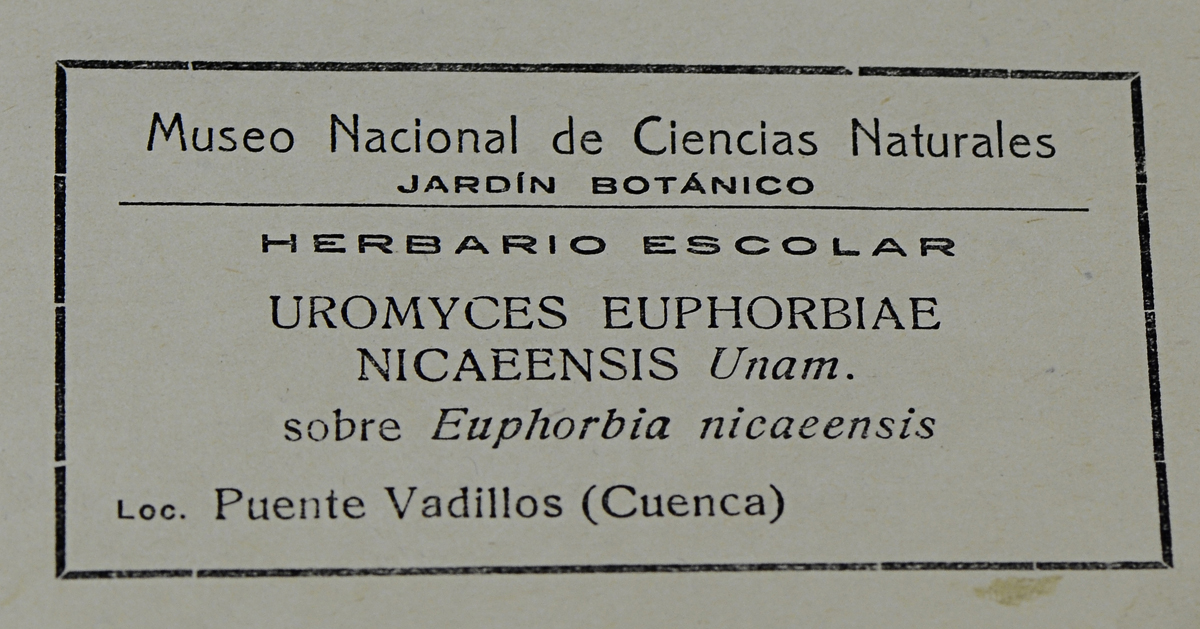 Museo Nacional de Ciencias Naturales
JARDÍN BOTÁNICO
HERBARIO ESCOLAR
UROMYCES EUPHORBIAE
NICAEENSIS Unam.
sobre Euphorbia nicaeensis
Loc. Puente Vadillos (Cuenca)